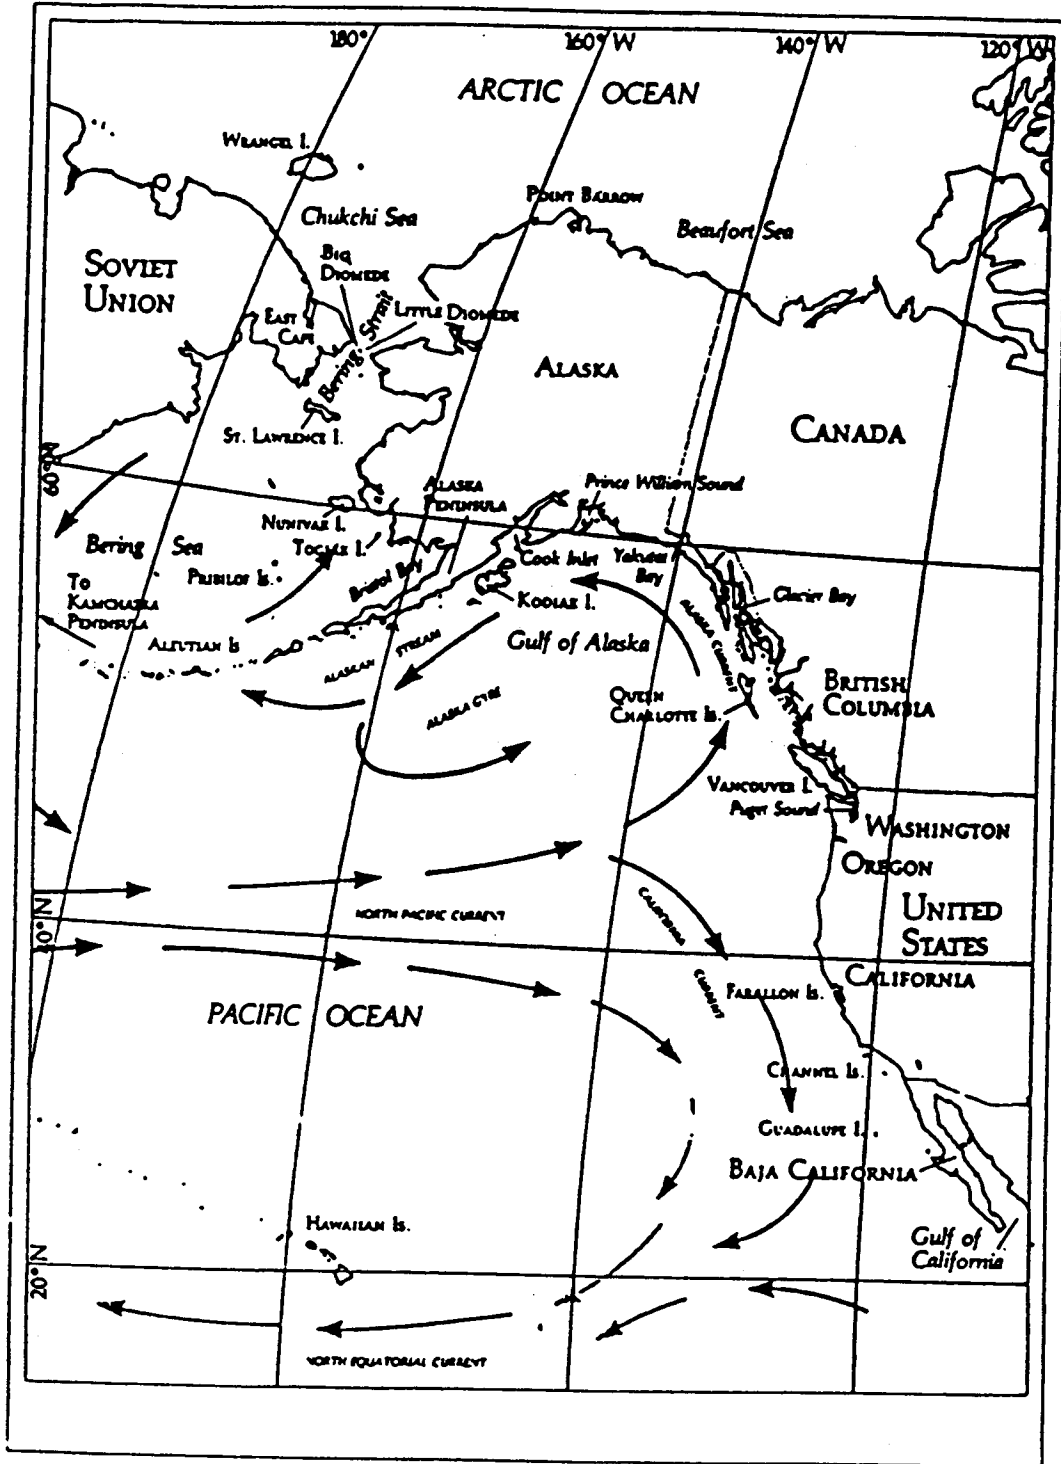 180°
160° W
140° W
120° W
ARCTIC OCEAN
WRANGEL I.
POINT BARROW
Chukchi Sea
Beaufort Sea
SOVIET
UNION
BIG
DIOMEDE
EAST
CAPE
Bering Strait
LITTLE DIOMEDE
ALASKA
ST. LAWRENCE I.
CANADA
60° N
ALASKA
PENINSULA
Prince William Sound
NUNIVAK I.
TOGIAK I.
Bering Sea
PRIBILOF Is.
Bristol Bay
Cook Inlet
Yakutat
Bay
TO
KAMCHATKA
PENINSULA
KODIAK I.
Glacier Bay
ALEUTIAN Is
ALASKAN STREAM
Gulf of Alaska
ALASKA CURRENT
ALASKA GYRE
QUEEN
CHARLOTTE Is.
BRITISH
COLUMBIA
VANCOUVER I.
Puget Sound
WASHINGTON
OREGON
UNITED
STATES
NORTH PACIFIC CURRENT
CALIFORNIA
CURRENT
40° N
CALIFORNIA
FARALLON Is.
PACIFIC OCEAN
CHANNEL Is.
GUADALUPE I.
BAJA CALIFORNIA
HAWAIIAN Is.
Gulf of
California
20° N
NORTH EQUATORIAL CURRENT